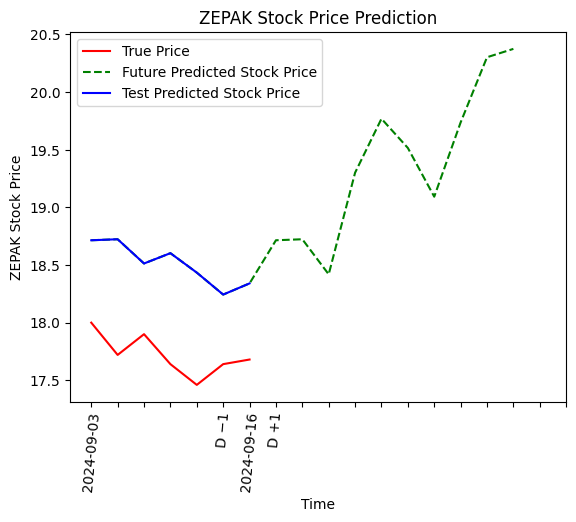 ZEPAK Stock Price Prediction
True Price
Future Predicted Stock Price
Test Predicted Stock Price
ZEPAK Stock Price
20.5
20.0
19.5
19.0
18.5
18.0
17.5
2024-09-03
D −1
2024-09-16
D +1
Time